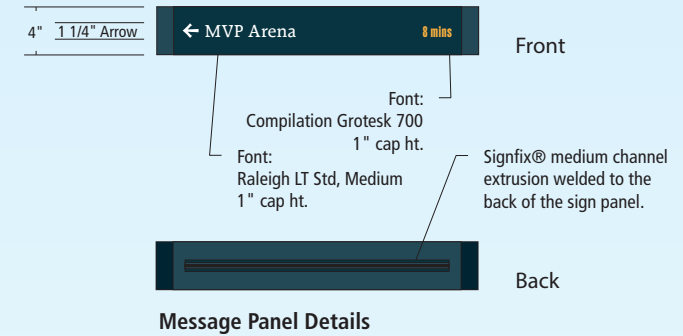 4"
1 1/4" Arrow
← MVP Arena
8 mins
Front
Font:
Compilation Grotesk 700
1" cap ht.
Font:
Raleigh LT Std, Medium
1" cap ht.
Signfix® medium channel
extrusion welded to the
back of the sign panel.
Back
Message Panel Details